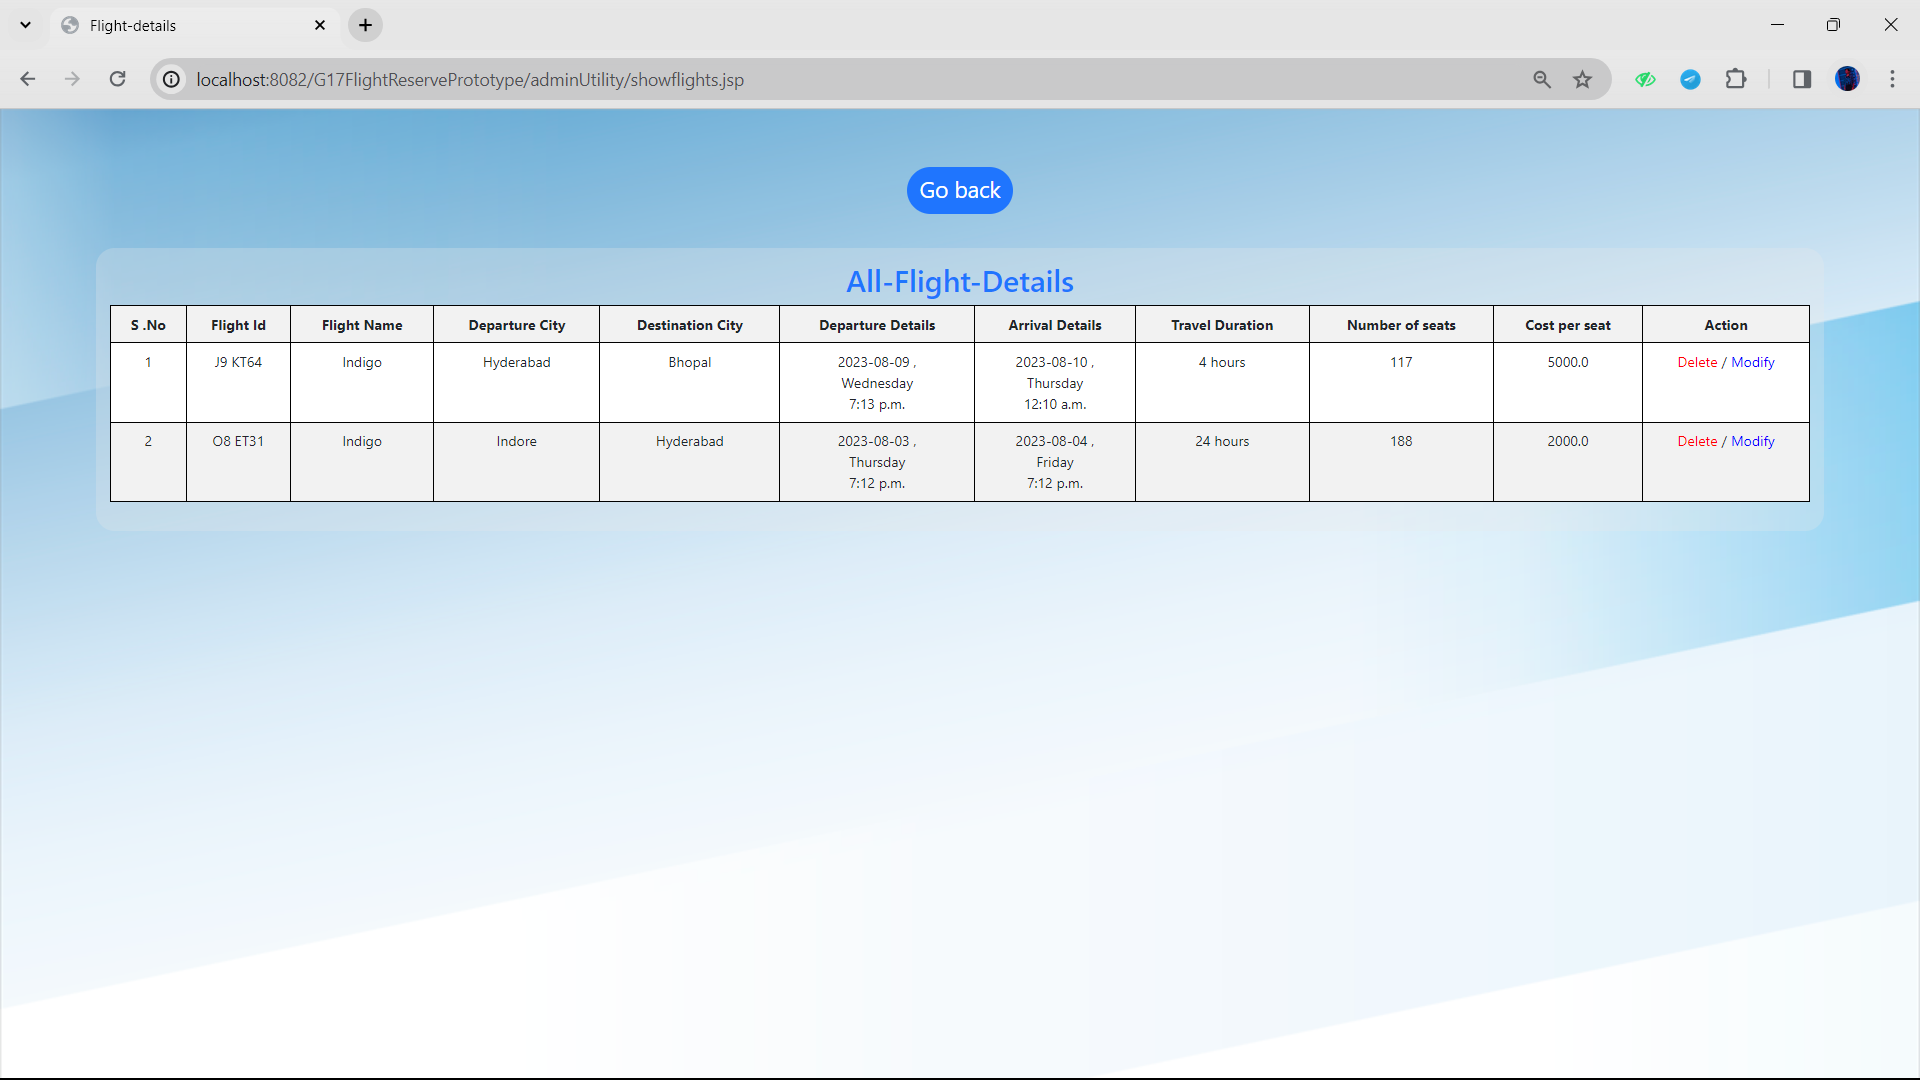 Flight-details
localhost:8082/G17FlightReservePrototype/adminUtility/showflights.jsp
Go back
All-Flight-Details
S .No Flight Id Flight Name Departure City Destination City Departure Details Arrival Details Travel Duration Number of seats Cost per seat Action
1 J9 KT64 Indigo Hyderabad Bhopal 2023-08-09 , 2023-08-10 , 4 hours 117 5000.0 Delete / Modify
Wednesday Thursday
7:13 p.m. 12:10 a.m.
2 O8 ET31 Indigo Indore Hyderabad 2023-08-03 , 2023-08-04 , 24 hours 188 2000.0 Delete / Modify
Thursday Friday
7:12 p.m. 7:12 p.m.